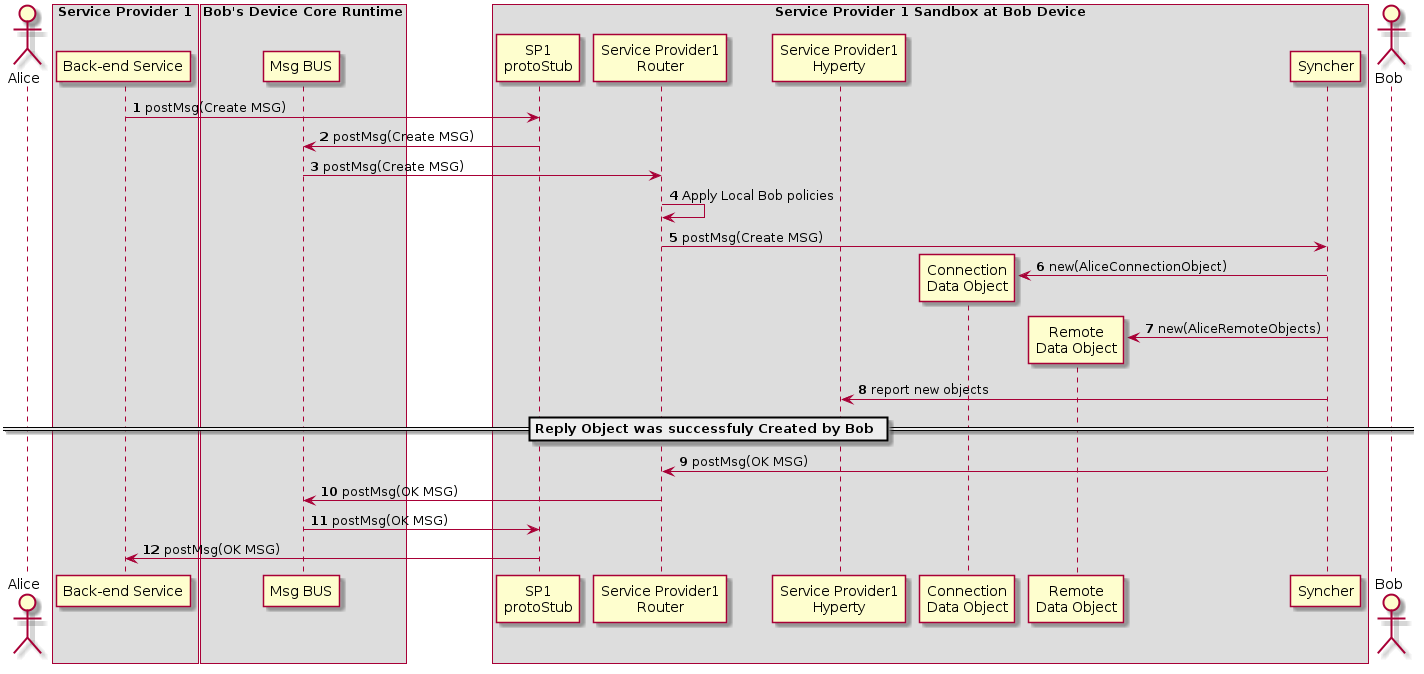 Service Provider 1
Bob's Device Core Runtime
Service Provider 1 Sandbox at Bob Device
Alice
Back-end Service
Msg BUS
SP1
protoStub
Service Provider1
Router
Service Provider1
Hyperty
Syncher
Bob
1 postMsg(Create MSG)
2 postMsg(Create MSG)
3 postMsg(Create MSG)
4 Apply Local Bob policies
5 postMsg(Create MSG)
Connection
Data Object
6 new(AliceConnectionObject)
Remote
Data Object
7 new(AliceRemoteObjects)
8 report new objects
Reply Object was successfuly Created by Bob
9 postMsg(OK MSG)
10 postMsg(OK MSG)
11 postMsg(OK MSG)
12 postMsg(OK MSG)
Alice
Back-end Service
Msg BUS
SP1
protoStub
Service Provider1
Router
Service Provider1
Hyperty
Connection
Data Object
Remote
Data Object
Syncher
Bob